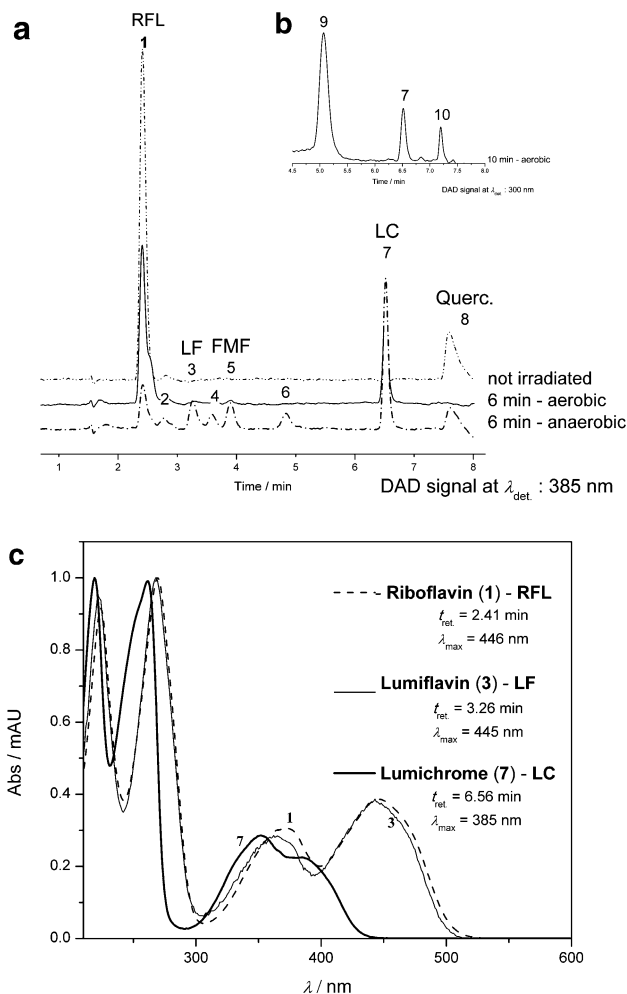 a
RFL
1
LF
3
2
FMF
5
4
6
LC
7
Querc.
8
not irradiated
6 min - aerobic
6 min - anaerobic
1 2 3 4 5 6 7 8
Time / min
DAD signal at λdet. : 385 nm
b
9
7
10
10 min - aerobic
4.5 5.0 5.5 6.0 6.5 7.0 7.5 8.0
Time / min
DAD signal at λdet. : 300 nm
c
Abs / mAU
1.0
0.8
0.6
0.4
0.2
0.0
Riboflavin (1) - RFL
tret. = 2.41 min
λmax = 446 nm
Lumiflavin (3) - LF
tret. = 3.26 min
λmax = 445 nm
Lumichrome (7) - LC
tret. = 6.56 min
λmax = 385 nm
7
1
3
300 400 500 600
λ / nm